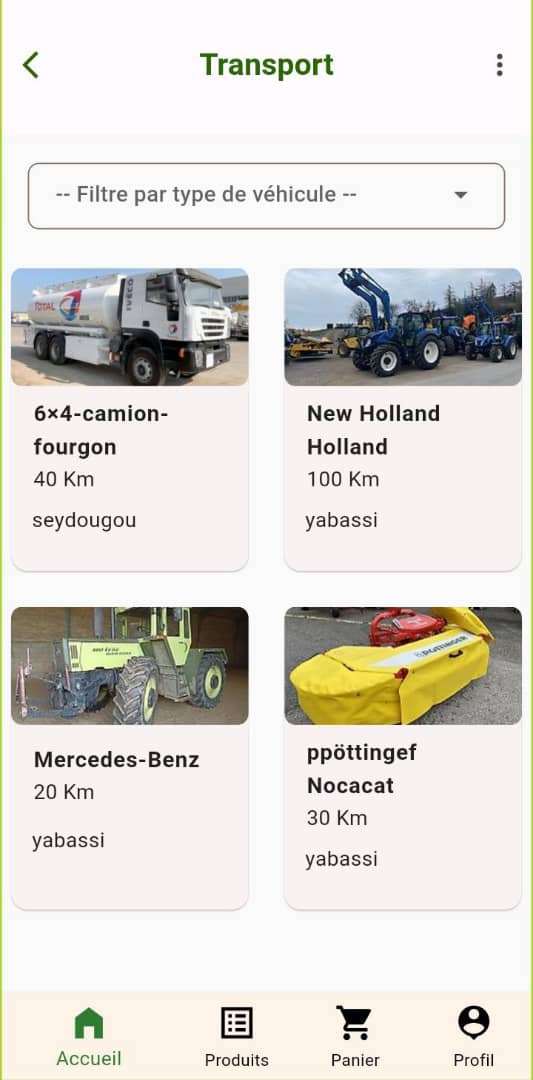 Transport
-- Filtre par type de véhicule --
TOTAL
IVECO
6×4-camion-
fourgon
40 Km
seydougou
New Holland
Holland
100 Km
yabassi
Mercedes-Benz
20 Km
yabassi
PÖTTINGER
ppöttingef
Nocacat
30 Km
yabassi
Accueil
Produits
Panier
Profil